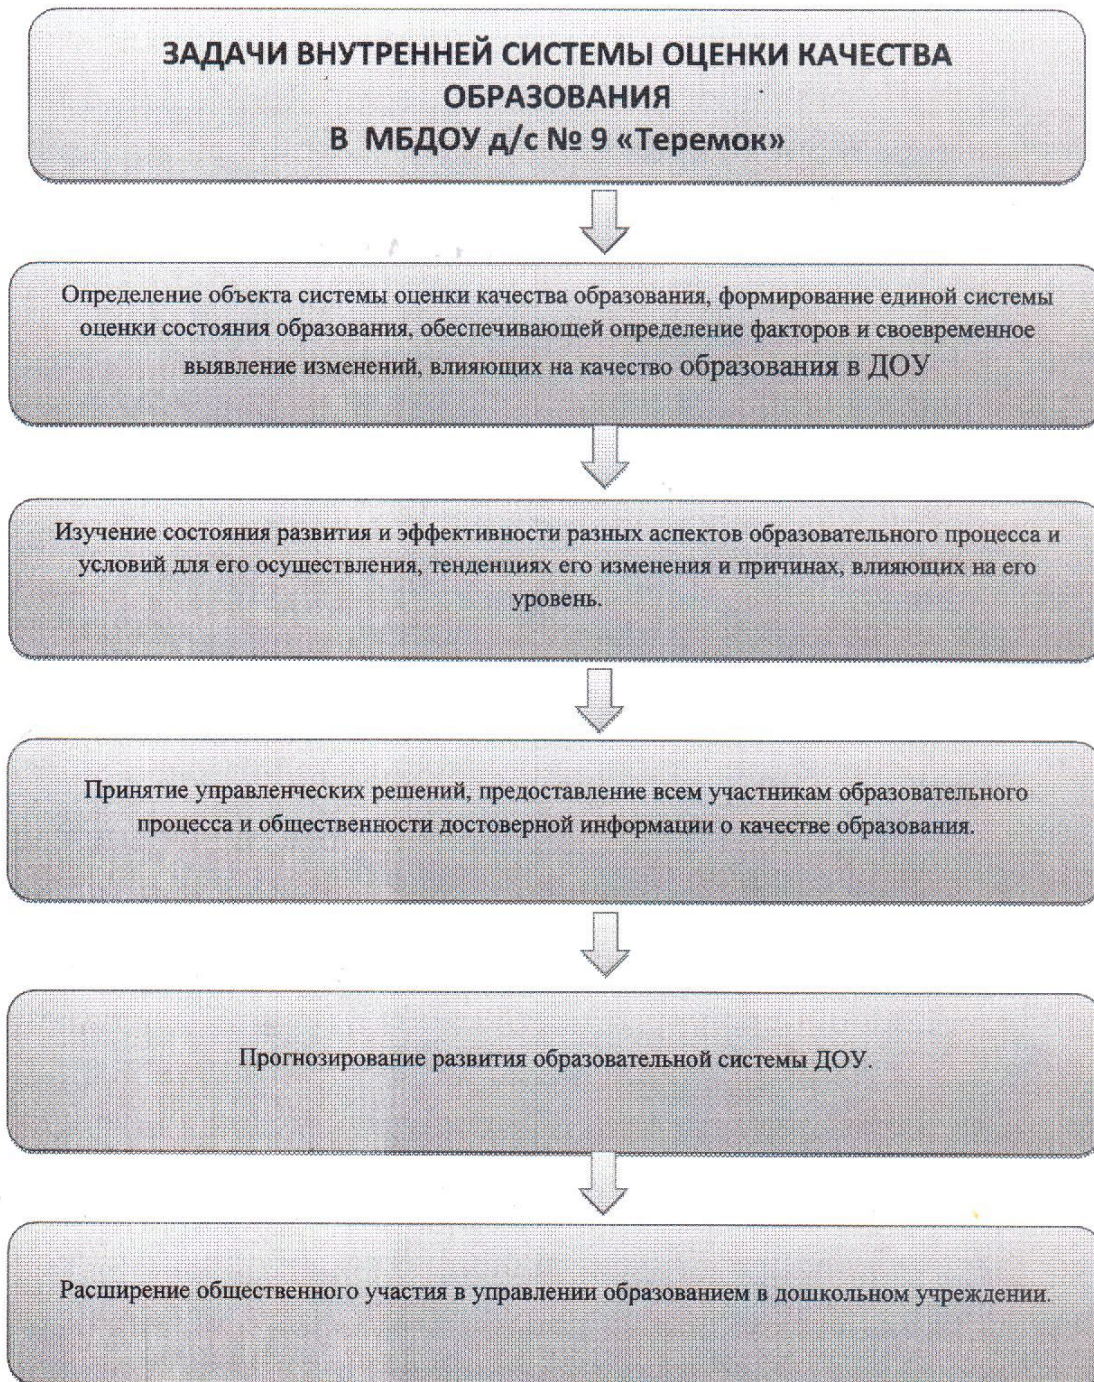 ЗАДАЧИ ВНУТРЕННЕЙ СИСТЕМЫ ОЦЕНКИ КАЧЕСТВА
ОБРАЗОВАНИЯ
В МБДОУ д/с № 9 «Теремок»
Определение объекта системы оценки качества образования, формирование единой системы
оценки состояния образования, обеспечивающей определение факторов и своевременное
выявление изменений, влияющих на качество образования в ДОУ
Изучение состояния развития и эффективности разных аспектов образовательного процесса и
условий для его осуществления, тенденциях его изменения и причинах, влияющих на его
уровень.
Принятие управленческих решений, предоставление всем участникам образовательного
процесса и общественности достоверной информации о качестве образования.
Прогнозирование развития образовательной системы ДОУ.
Расширение общественного участия в управлении образованием в дошкольном учреждении.